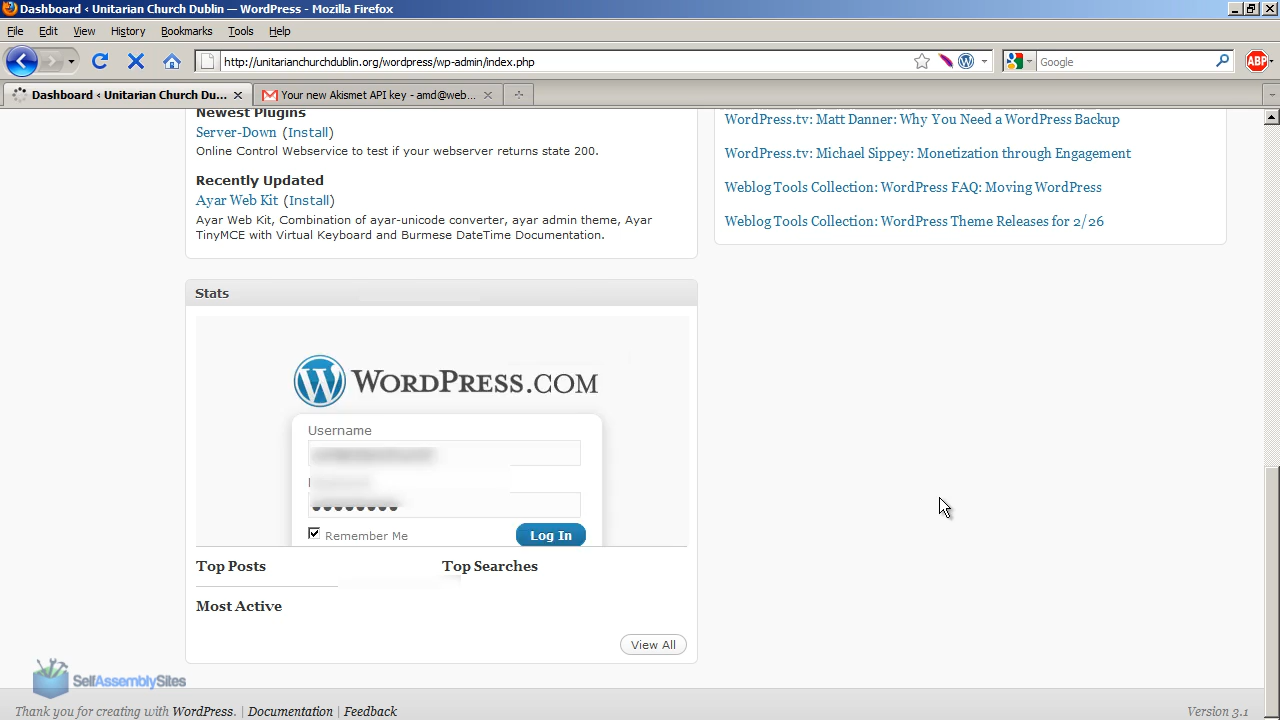 Dashboard ‹ Unitarian Church Dublin — WordPress - Mozilla Firefox
File Edit View History Bookmarks Tools Help
http://unitarianchurchdublin.org/wordpress/wp-admin/index.php
Google
ABP
Dashboard ‹ Unitarian Church Du...
Your new Akismet API key - amd@web...
Newest Plugins
Server-Down (Install)
Online Control Webservice to test if your webserver returns state 200.
Recently Updated
Ayar Web Kit (Install)
Ayar Web Kit, Combination of ayar-unicode converter, ayar admin theme, Ayar
TinyMCE with Virtual Keyboard and Burmese DateTime Documentation.
WordPress.tv: Matt Danner: Why You Need a WordPress Backup
WordPress.tv: Michael Sippey: Monetization through Engagement
Weblog Tools Collection: WordPress FAQ: Moving WordPress
Weblog Tools Collection: WordPress Theme Releases for 2/26
Stats
WORDPRESS.COM
Username
Remember Me
Log In
Top Posts
Top Searches
Most Active
View All
SelfAssemblySites
Thank you for creating with WordPress. | Documentation | Feedback
Version 3.1